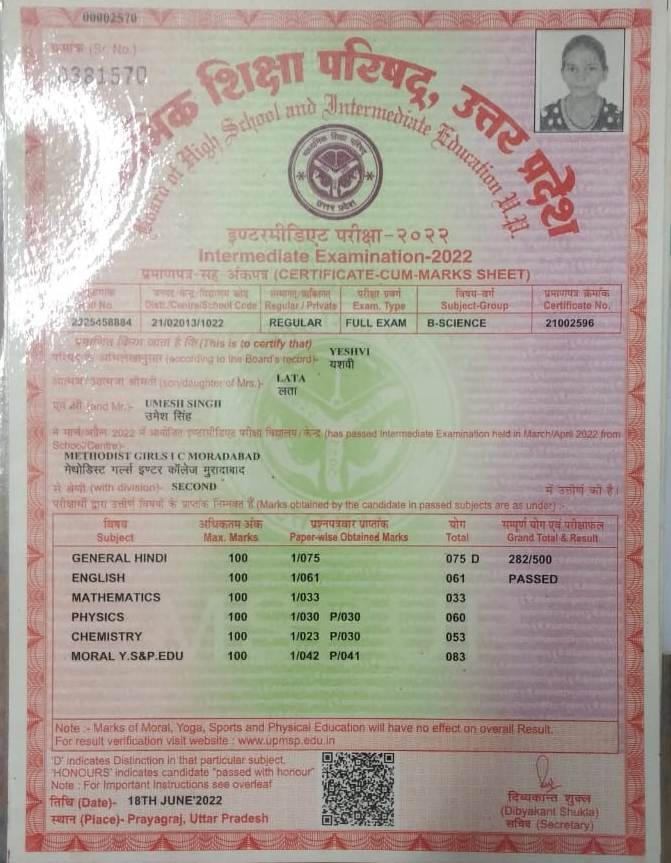 00002570
क्रमांक (Sr. No.)
0381570
शिक्षा परिषद्, उत्तर प्रदेश
Board of High School and Intermediate Education U.P.
माध्यमिक शिक्षा परिषद्
उत्तर प्रदेश
इण्टरमीडिएट परीक्षा-२०२२
Intermediate Examination-2022
प्रमाणपत्र-सह अंकपत्र (CERTIFICATE-CUM-MARKS SHEET)
परीक्षा प्रवर्ग विषय-वर्ग प्रमाणपत्र क्रमांक
No. Distt./Centre/School Code Regular / Private Exam. Type Subject-Group Certificate No.
2325458884 21/02013/1022 REGULAR FULL EXAM B-SCIENCE 21002596
प्रमाणित किया जाता है कि (This is to certify that) YESHVI
(according to the Board's record)- यशवी
(son/daughter of Mrs.)- LATA
लता
एवं श्री (and Mr.)- UMESH SINGH
उमेश सिंह
ने मार्च/अप्रैल 2022 में आयोजित इण्टरमीडिएट परीक्षा विद्यालय/ केन्द्र (has passed Intermediate Examination held in March/April 2022 from
School/Centre)-
METHODIST GIRLS I C MORADABAD
मेथोडिस्ट गर्ल्स इण्टर कॉलेज मुरादाबाद
से श्रेणी (with division)- SECOND में उत्तीर्ण की है।
परीक्षार्थी द्वारा उत्तीर्ण विषयों के प्राप्तांक निम्नवत हैं (Marks obtained by the candidate in passed subjects are as under) :-
विषय अधिकतम अंक प्रश्नपत्रवार प्राप्तांक योग सम्पूर्ण योग एवं परीक्षाफल
Subject Max. Marks Paper-wise Obtained Marks Total Grand Total & Result
GENERAL HINDI 100 1/075 075 D 282/500
ENGLISH 100 1/061 061 PASSED
MATHEMATICS 100 1/033 033
PHYSICS 100 1/030 P/030 060
CHEMISTRY 100 1/023 P/030 053
MORAL Y.S&P.EDU 100 1/042 P/041 083
Note :- Marks of Moral, Yoga, Sports and Physical Education will have no effect on overall Result.
For result verification visit website : www.upmsp.edu.in
'D' indicates Distinction in that particular subject.
'HONOURS' indicates candidate "passed with honour"
Note : For Important Instructions see overleaf
तिथि (Date)- 18TH JUNE'2022
स्थान (Place)- Prayagraj, Uttar Pradesh
दिव्यकान्त शुक्ल
(Dibyakant Shukla)
सचिव (Secretary)